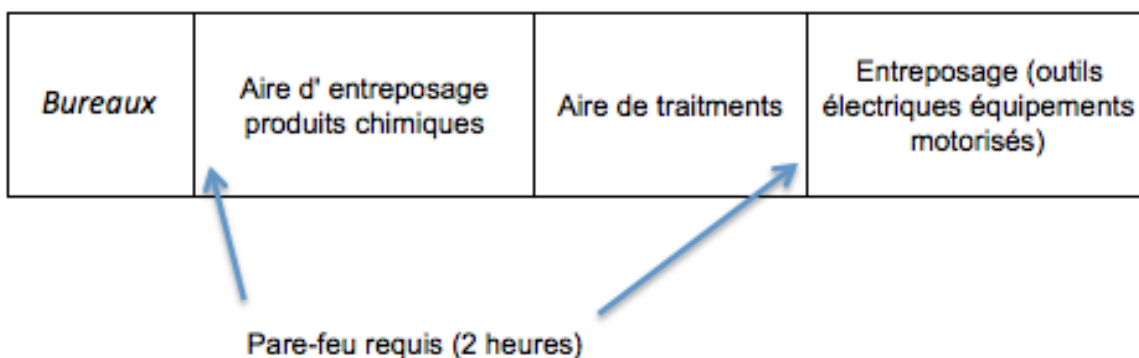 Bureaux
Aire d' entreposage
produits chimiques
Aire de traitments
Entreposage (outils
électriques équipements
motorisés)
Pare-feu requis (2 heures)